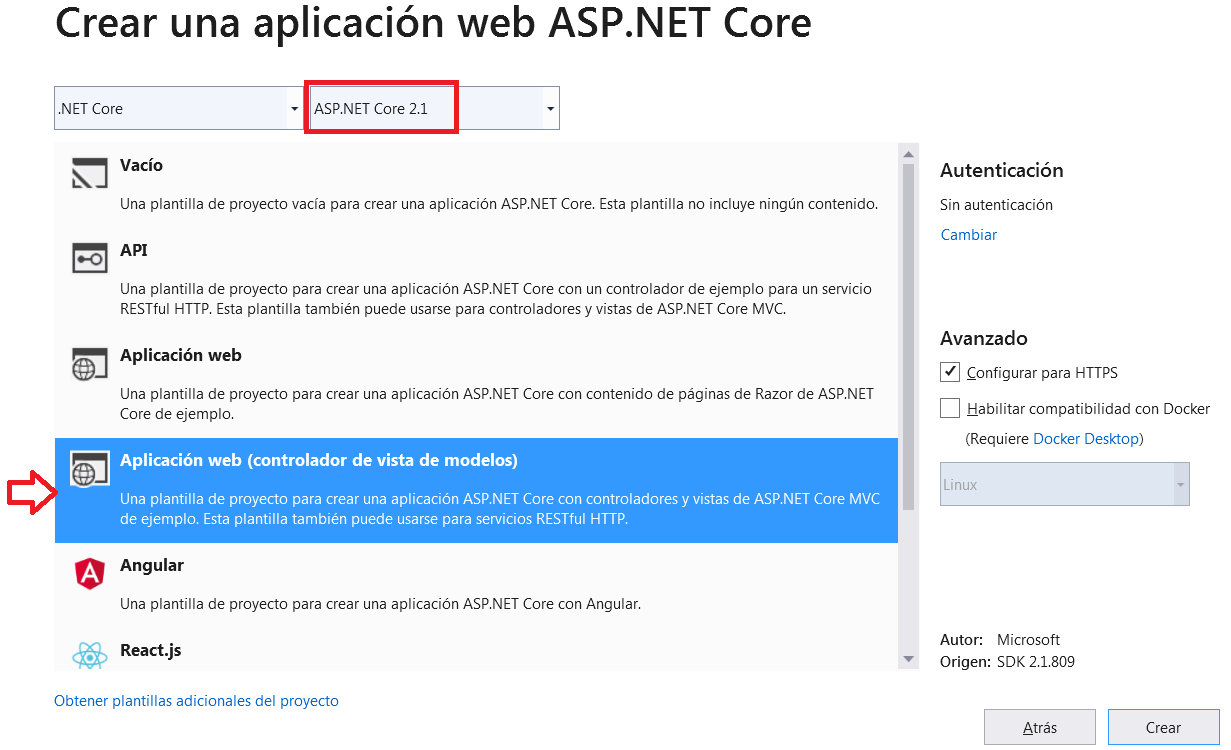 Crear una aplicación web ASP.NET Core
.NET Core
ASP.NET Core 2.1
Vacío
Una plantilla de proyecto vacía para crear una aplicación ASP.NET Core. Esta plantilla no incluye ningún contenido.
API
Una plantilla de proyecto para crear una aplicación ASP.NET Core con un controlador de ejemplo para un servicio
RESTful HTTP. Esta plantilla también puede usarse para controladores y vistas de ASP.NET Core MVC.
Aplicación web
Una plantilla de proyecto para crear una aplicación ASP.NET Core con contenido de páginas de Razor de ASP.NET
Core de ejemplo.
Aplicación web (controlador de vista de modelos)
Una plantilla de proyecto para crear una aplicación ASP.NET Core con controladores y vistas de ASP.NET Core MVC
de ejemplo. Esta plantilla también puede usarse para servicios RESTful HTTP.
Angular
Una plantilla de proyecto para crear una aplicación ASP.NET Core con Angular.
React.js
Obtener plantillas adicionales del proyecto
Autenticación
Sin autenticación
Cambiar
Avanzado
Configurar para HTTPS
Habilitar compatibilidad con Docker
(Requiere Docker Desktop)
Linux
Autor: Microsoft
Origen: SDK 2.1.809
Atrás
Crear